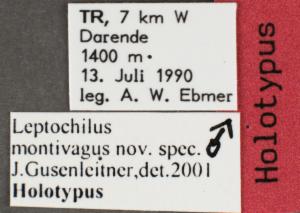 TR, 7 km W
Darende
1400 m·
13. Juli 1990
leg. A. W. Ebmer
Leptochilus
montivagus nov. spec. ♂
J.Gusenleitner,det.2001
Holotypus
Holotypus